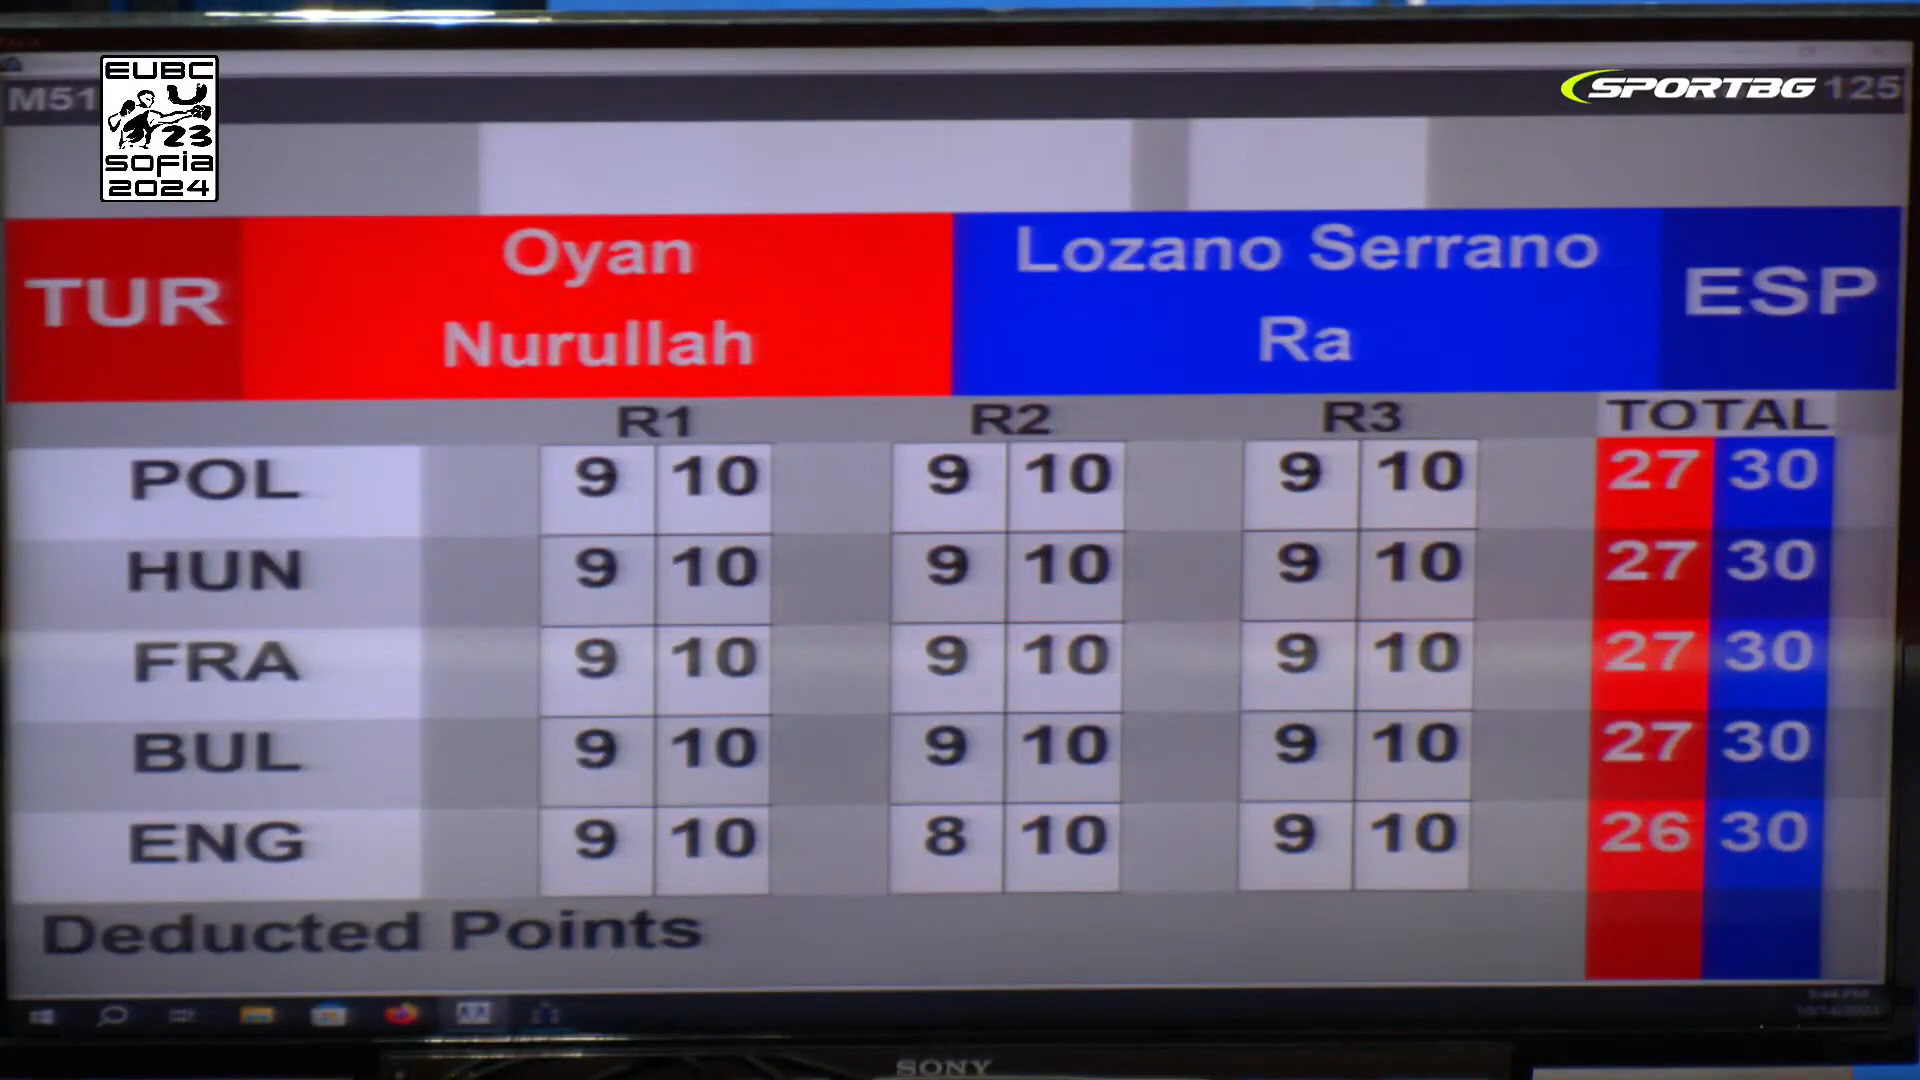 EUBC
U
23
SOFIA
2024
M51
SPORTBG
125
TUR
Oyan
Nurullah
Lozano Serrano
Ra
ESP
R1 R2 R3 TOTAL
POL 9 10 9 10 9 10 27 30
HUN 9 10 9 10 9 10 27 30
FRA 9 10 9 10 9 10 27 30
BUL 9 10 9 10 9 10 27 30
ENG 9 10 8 10 9 10 26 30
Deducted Points
SONY